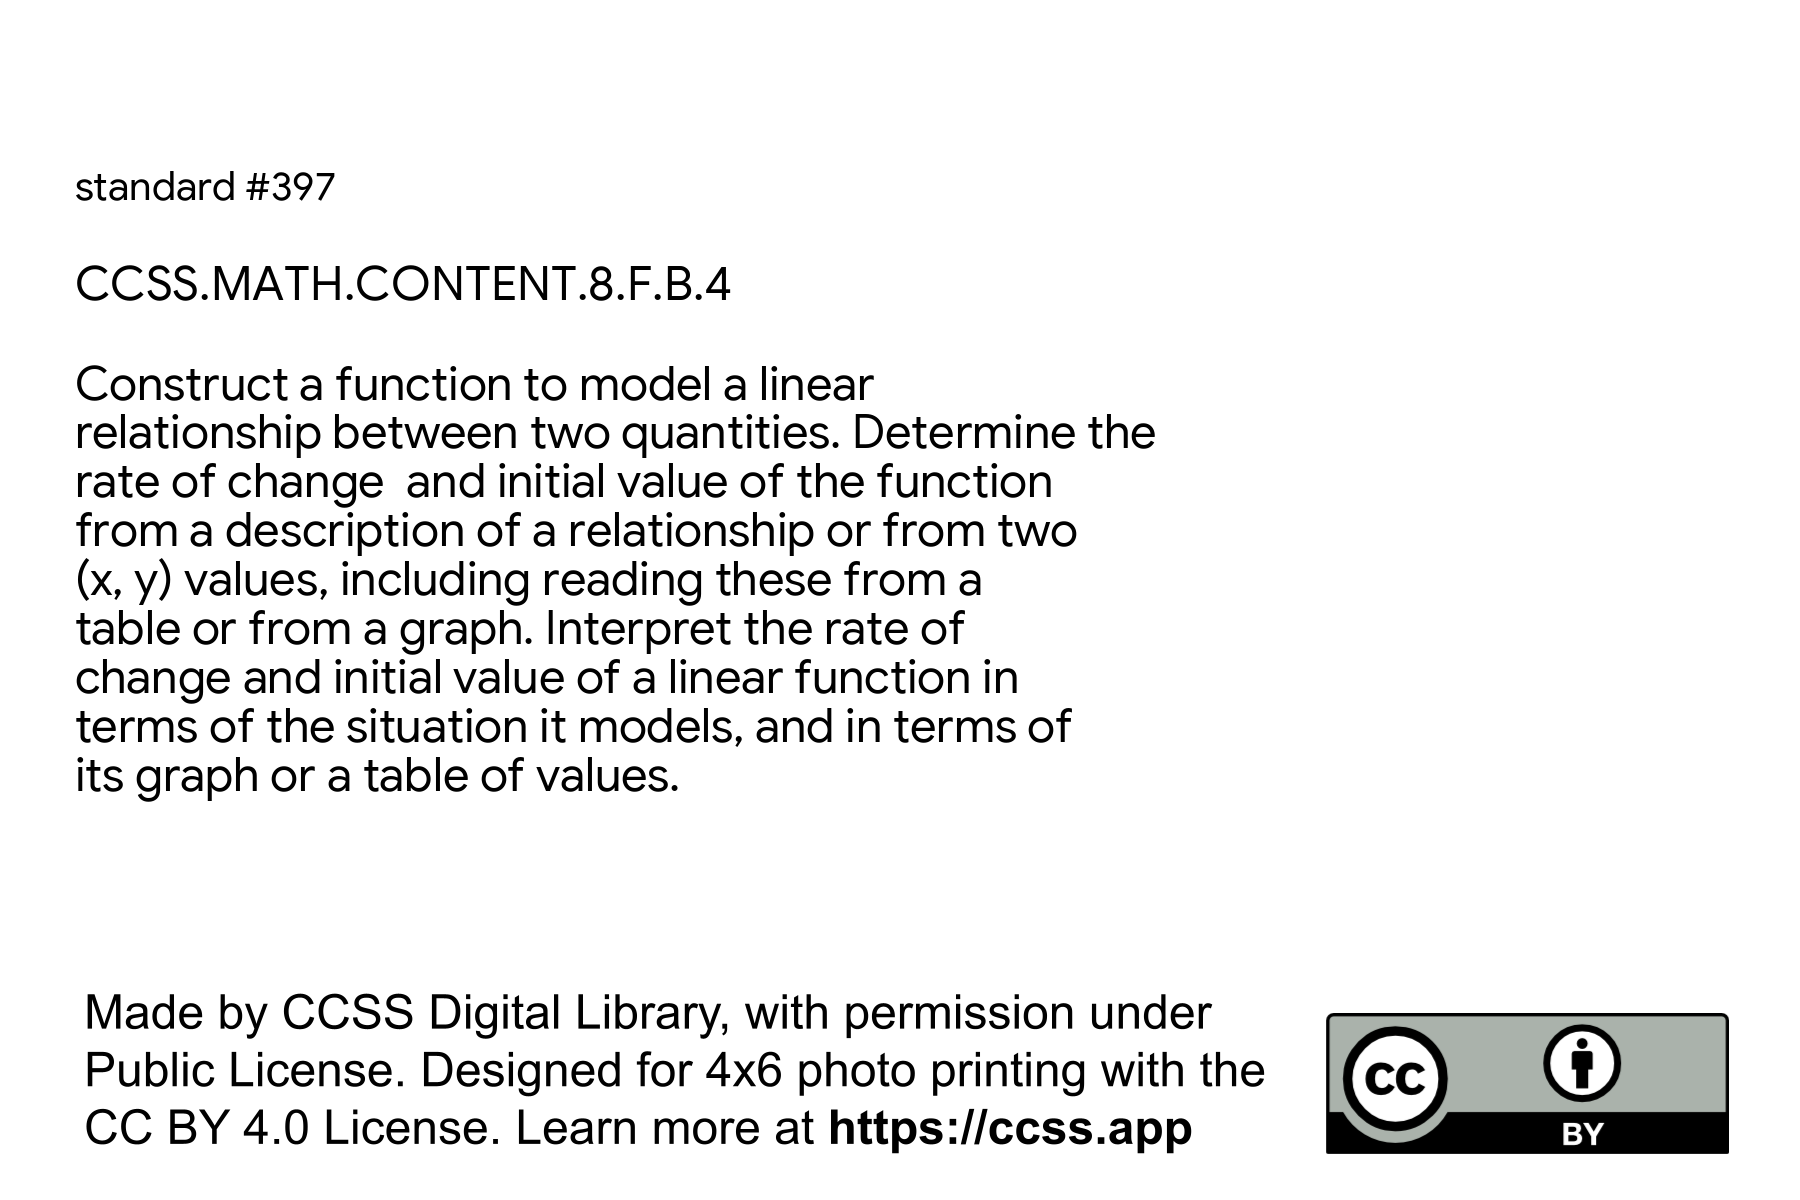 standard #397
CCSS.MATH.CONTENT.8.F.B.4
Construct a function to model a linear
relationship between two quantities. Determine the
rate of change  and initial value of the function
from a description of a relationship or from two
(x, y) values, including reading these from a
table or from a graph. Interpret the rate of
change and initial value of a linear function in
terms of the situation it models, and in terms of
its graph or a table of values.
Made by CCSS Digital Library, with permission under
Public License. Designed for 4x6 photo printing with the
CC BY 4.0 License. Learn more at https://ccss.app
CC
BY